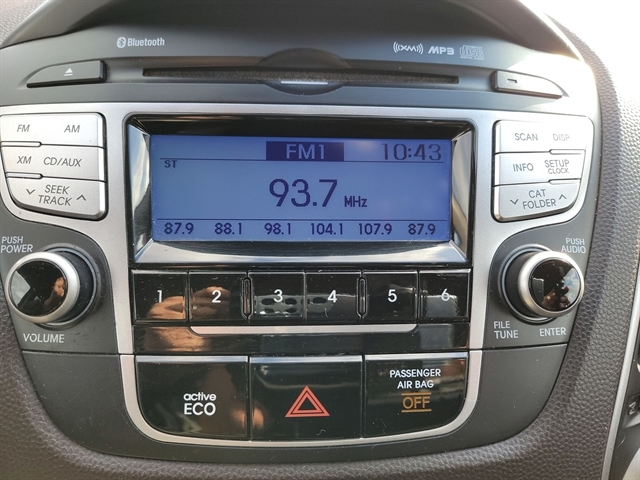 Bluetooth
((XM)) MP3
FM AM
XM CD/AUX
SEEK
TRACK
PUSH
POWER
VOLUME
FM1 10:43
ST
93.7 MHz
87.9 88.1 98.1 104.1 107.9 87.9
SCAN DISP
INFO SETUP
CLOCK
CAT
FOLDER
PUSH
AUDIO
FILE
TUNE ENTER
1 2 3 4 5 6
active
ECO
PASSENGER
AIR BAG
OFF